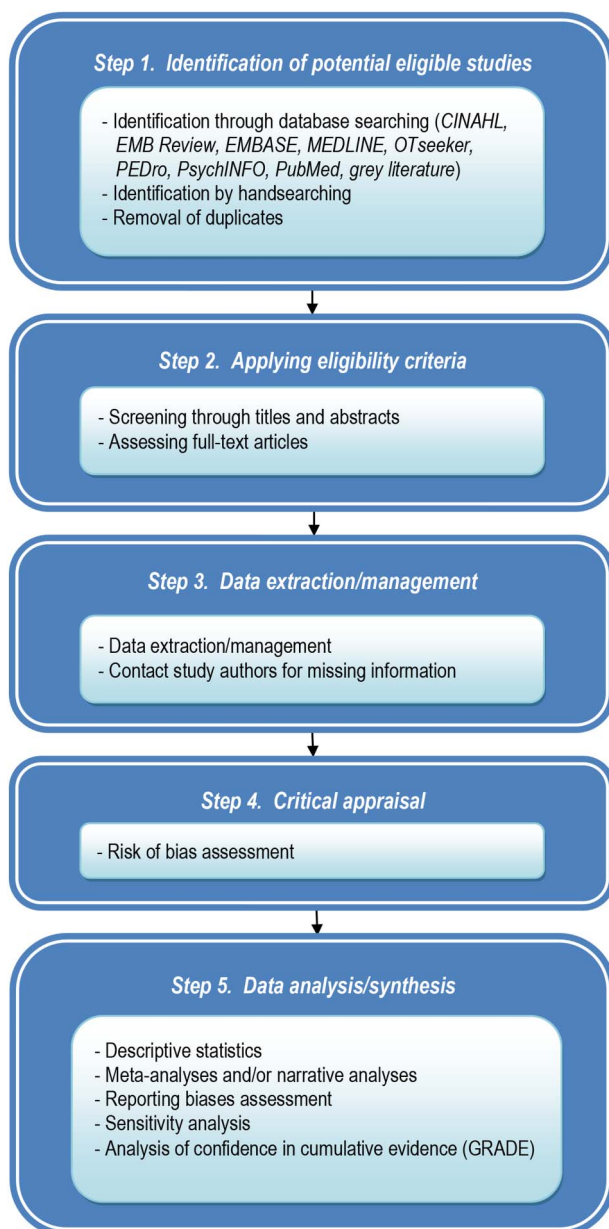 Step 1.  Identification of potential eligible studies
- Identification through database searching (CINAHL,
EMB Review, EMBASE, MEDLINE, OTseeker,
PEDro, PsychINFO, PubMed, grey literature)
- Identification by handsearching
- Removal of duplicates
Step 2.  Applying eligibility criteria
- Screening through titles and abstracts
- Assessing full-text articles
Step 3.  Data extraction/management
- Data extraction/management
- Contact study authors for missing information
Step 4.  Critical appraisal
- Risk of bias assessment
Step 5.  Data analysis/synthesis
- Descriptive statistics
- Meta-analyses and/or narrative analyses
- Reporting biases assessment
- Sensitivity analysis
- Analysis of confidence in cumulative evidence (GRADE)